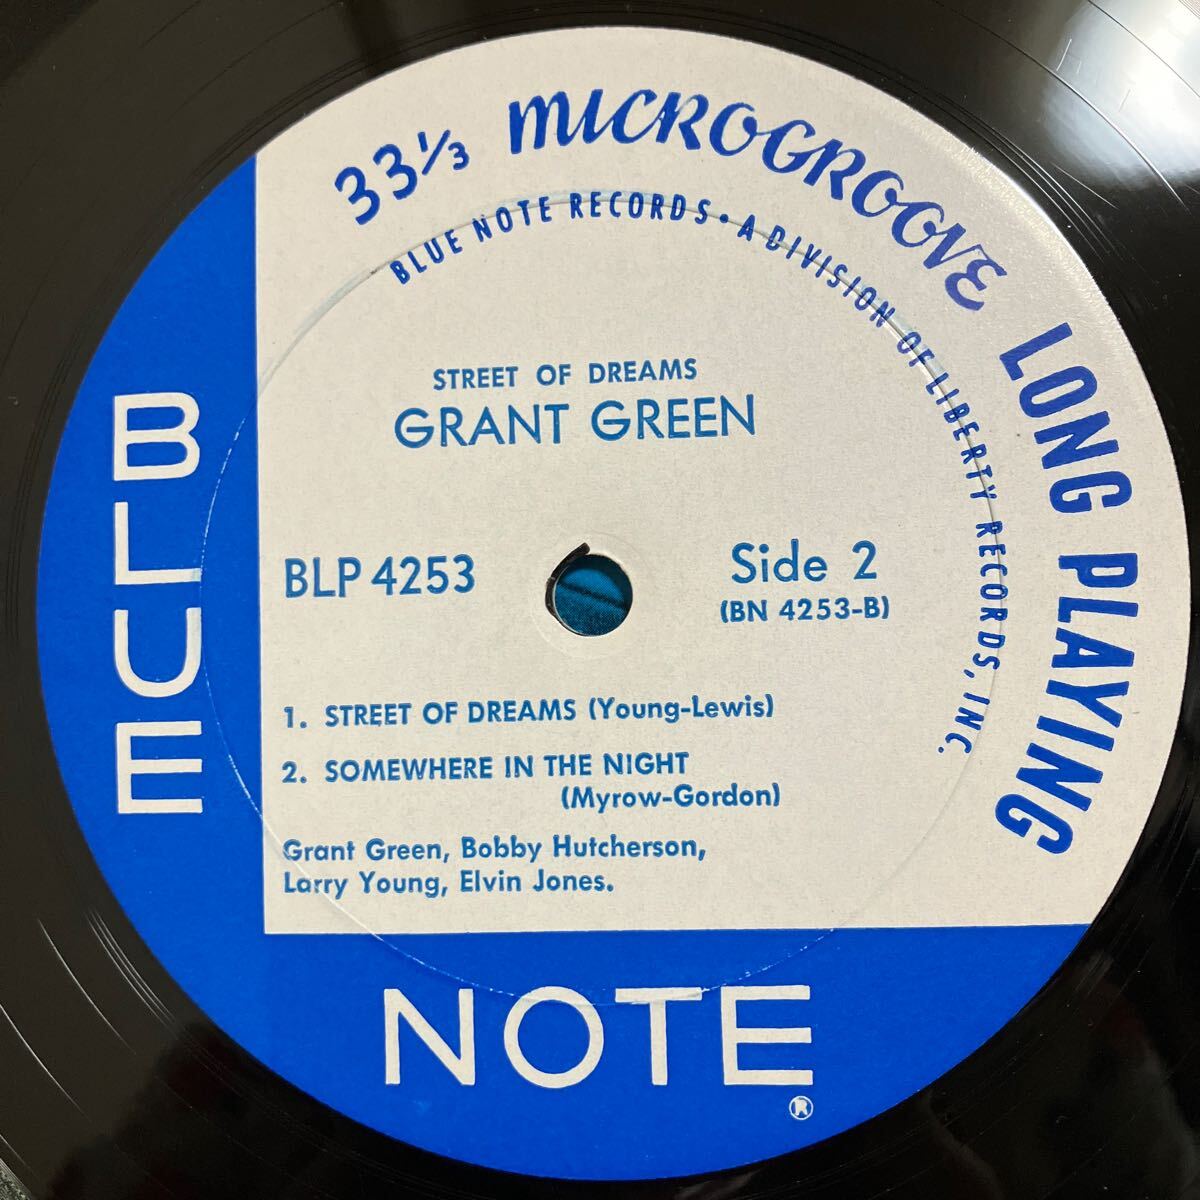 33⅓ MICROGROOVE LONG PLAYING
BLUE NOTE RECORDS • A DIVISION OF LIBERTY RECORDS, INC.
STREET OF DREAMS
GRANT GREEN
BLP 4253
Side 2
(BN 4253-B)
1. STREET OF DREAMS (Young-Lewis)
2. SOMEWHERE IN THE NIGHT
(Myrow-Gordon)
Grant Green, Bobby Hutcherson,
Larry Young, Elvin Jones.
BLUE
NOTE
®